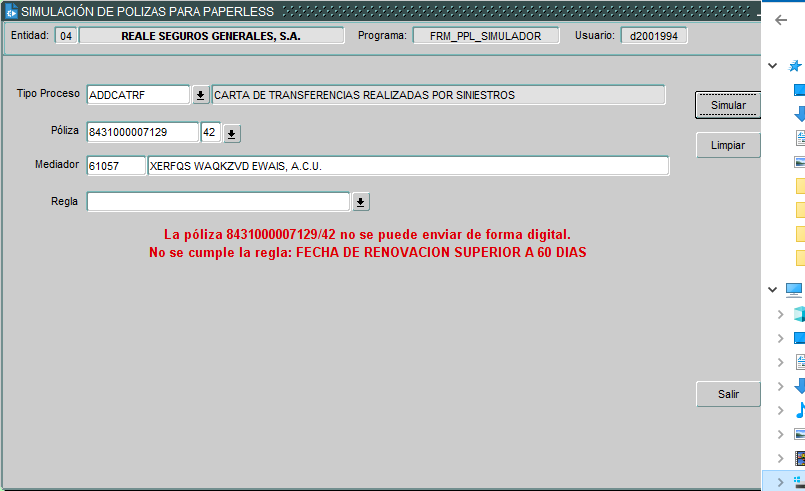 SIMULACIÓN DE POLIZAS PARA PAPERLESS
Entidad: 04 REALE SEGUROS GENERALES, S.A. Programa: FRM_PPL_SIMULADOR Usuario: d2001994
Tipo Proceso ADDCATRF CARTA DE TRANSFERENCIAS REALIZADAS POR SINIESTROS
Simular
Póliza 8431000007129 42
Limpiar
Mediador 61057 XERFQS WAQKZVD EWAIS, A.C.U.
Regla
La póliza 8431000007129/42 no se puede enviar de forma digital.
No se cumple la regla: FECHA DE RENOVACION SUPERIOR A 60 DIAS
Salir